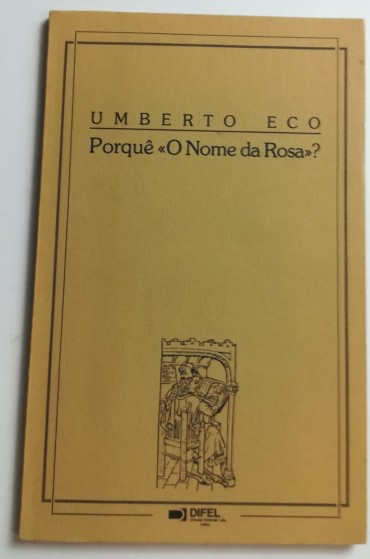 UMBERTO ECO
Porquê «O Nome da Rosa»?
DIFEL